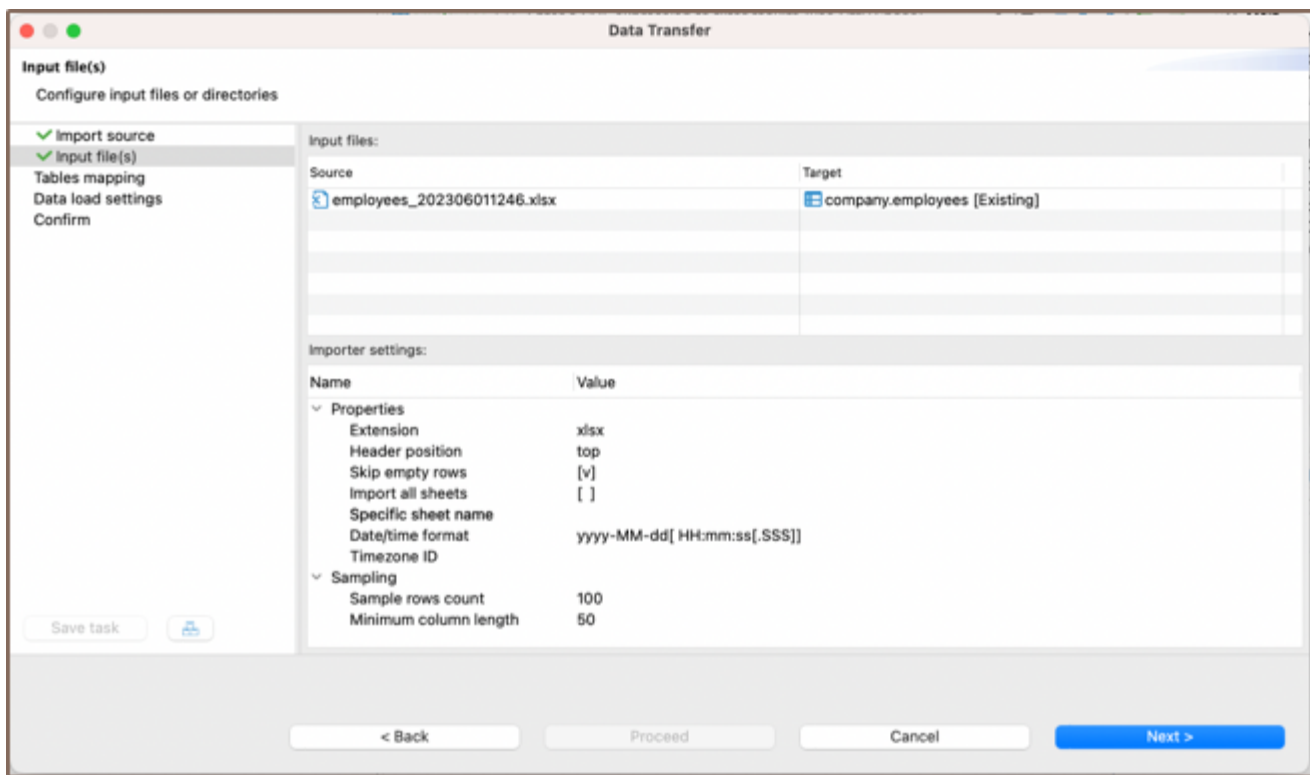 Data Transfer
Input file(s)
Configure input files or directories
Import source
Input file(s)
Tables mapping
Data load settings
Confirm
Save task
Input files:
Source Target
employees_202306011246.xlsx company.employees [Existing]
Importer settings:
Name Value
Properties
Extension xlsx
Header position top
Skip empty rows [v]
Import all sheets [ ]
Specific sheet name
Date/time format yyyy-MM-dd[ HH:mm:ss[.SSS]]
Timezone ID
Sampling
Sample rows count 100
Minimum column length 50
< Back Proceed Cancel Next >